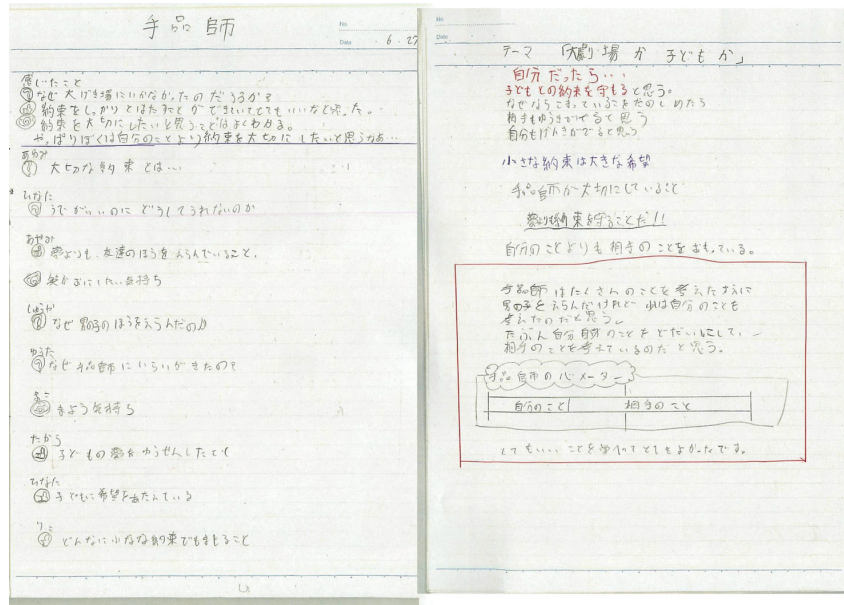 手品師
No.
Date 6.27
感じたこと
？なぜ大げき場にいかなかったのだろうか？
約束をしっかりとはたすことができていてとてもいいなと思った。
約束を大切にしたいと思うことはよくわかる。
やっぱりぼくは自分のことより約束を大切にしたいと思うなあ…
あやみ
大切な約束とは…
ひなた
うでがいいのにどうしてうれないのか
あやみ
夢よりも、友達のほうをえらんでいること、
笑がおにしたい気持ち
しゅうか
？なぜ男の子のほうをえらんだのか
ゆうた
？なぜ手品師にいらいがきたの？
まよう気持ち
たから
子どもの夢をゆうせんしたとも
ひなた
子どもに希望をあたえている
りこ
どんなに小さな約束でもまもること
No.
Date
テーマ「大劇場か子どもか」
自分だったら…
子どもとの約束を守もると思う。
なぜならこまっている子をたのしめたら
相手もゆうきがでると思う
自分もげんきがでると思う
小さな約束は大きな希望
手品師が大切にしていること
夢より約束を守ることだ!!
自分のことよりも相手のことをおもっている。
手品師はたくさんのことを考えたすえに
男の子をえらんだけれど
は自分のことも
考えたのだと思う。
たぶん自分自身のことをどだいにして、
相手のことを考えているのだと思う。
手品師の心メーター
自分のこと 相手のこと
とてもいいことを学べてとてもよかったです。